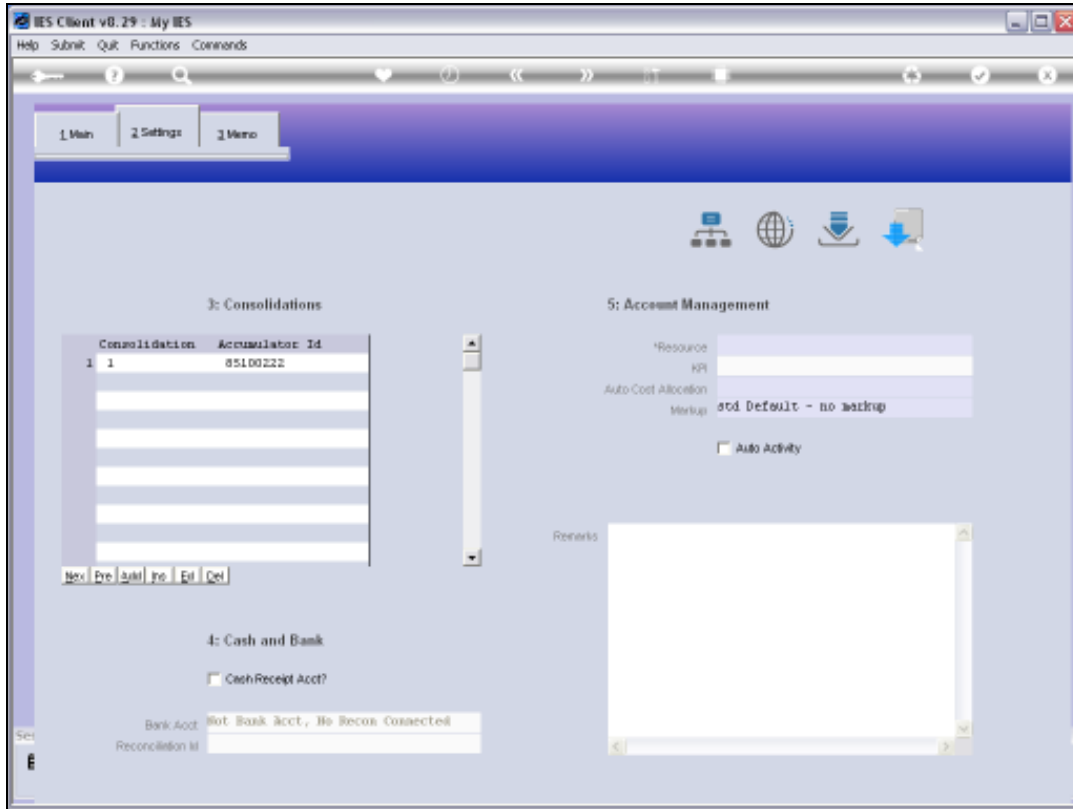 IES Client v8.29 : My IES
Help Submit Quit Functions Commands
1 Main
2 Settings
3 Memo
3: Consolidations
Consolidation Accumulator Id
1 1 85100222
Nex Pre Add Ins Ed Del
4: Cash and Bank
Cash Receipt Acct?
Bank Acct Not Bank Acct, No Recon Connected
Reconciliation Id
5: Account Management
*Resource
KPI
Auto Cost Allocation
Markup std Default - no markup
Auto Activity
Remarks